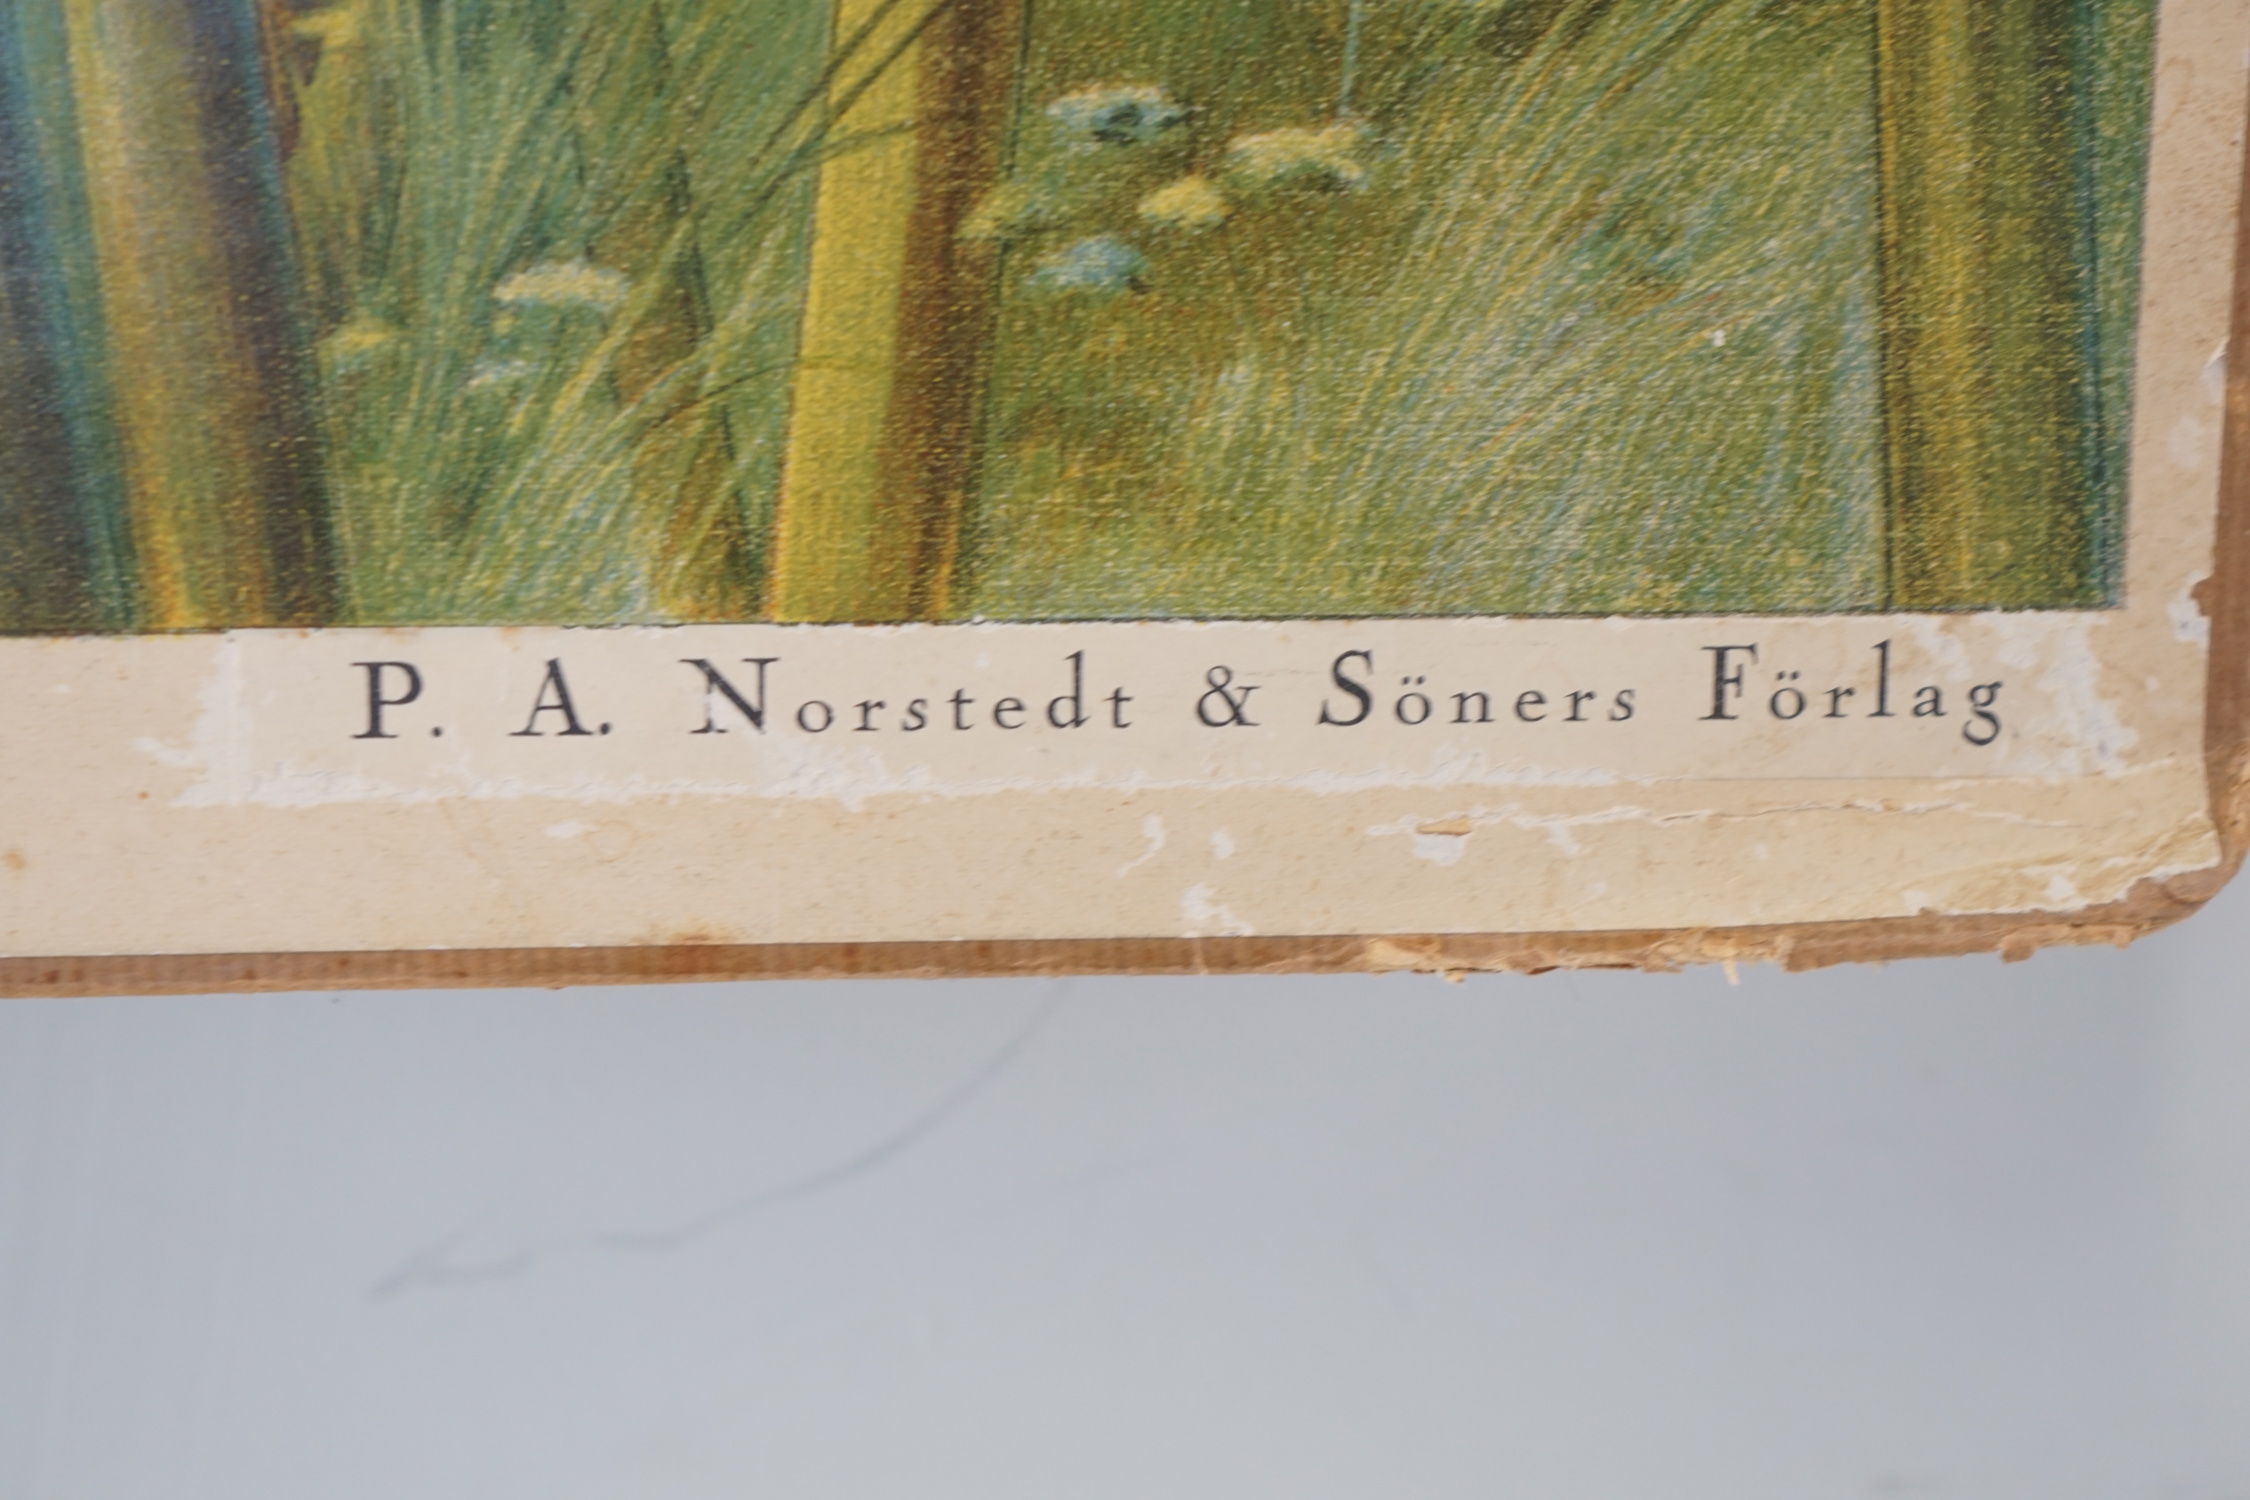 P. A. Norstedt & Söners Förlag